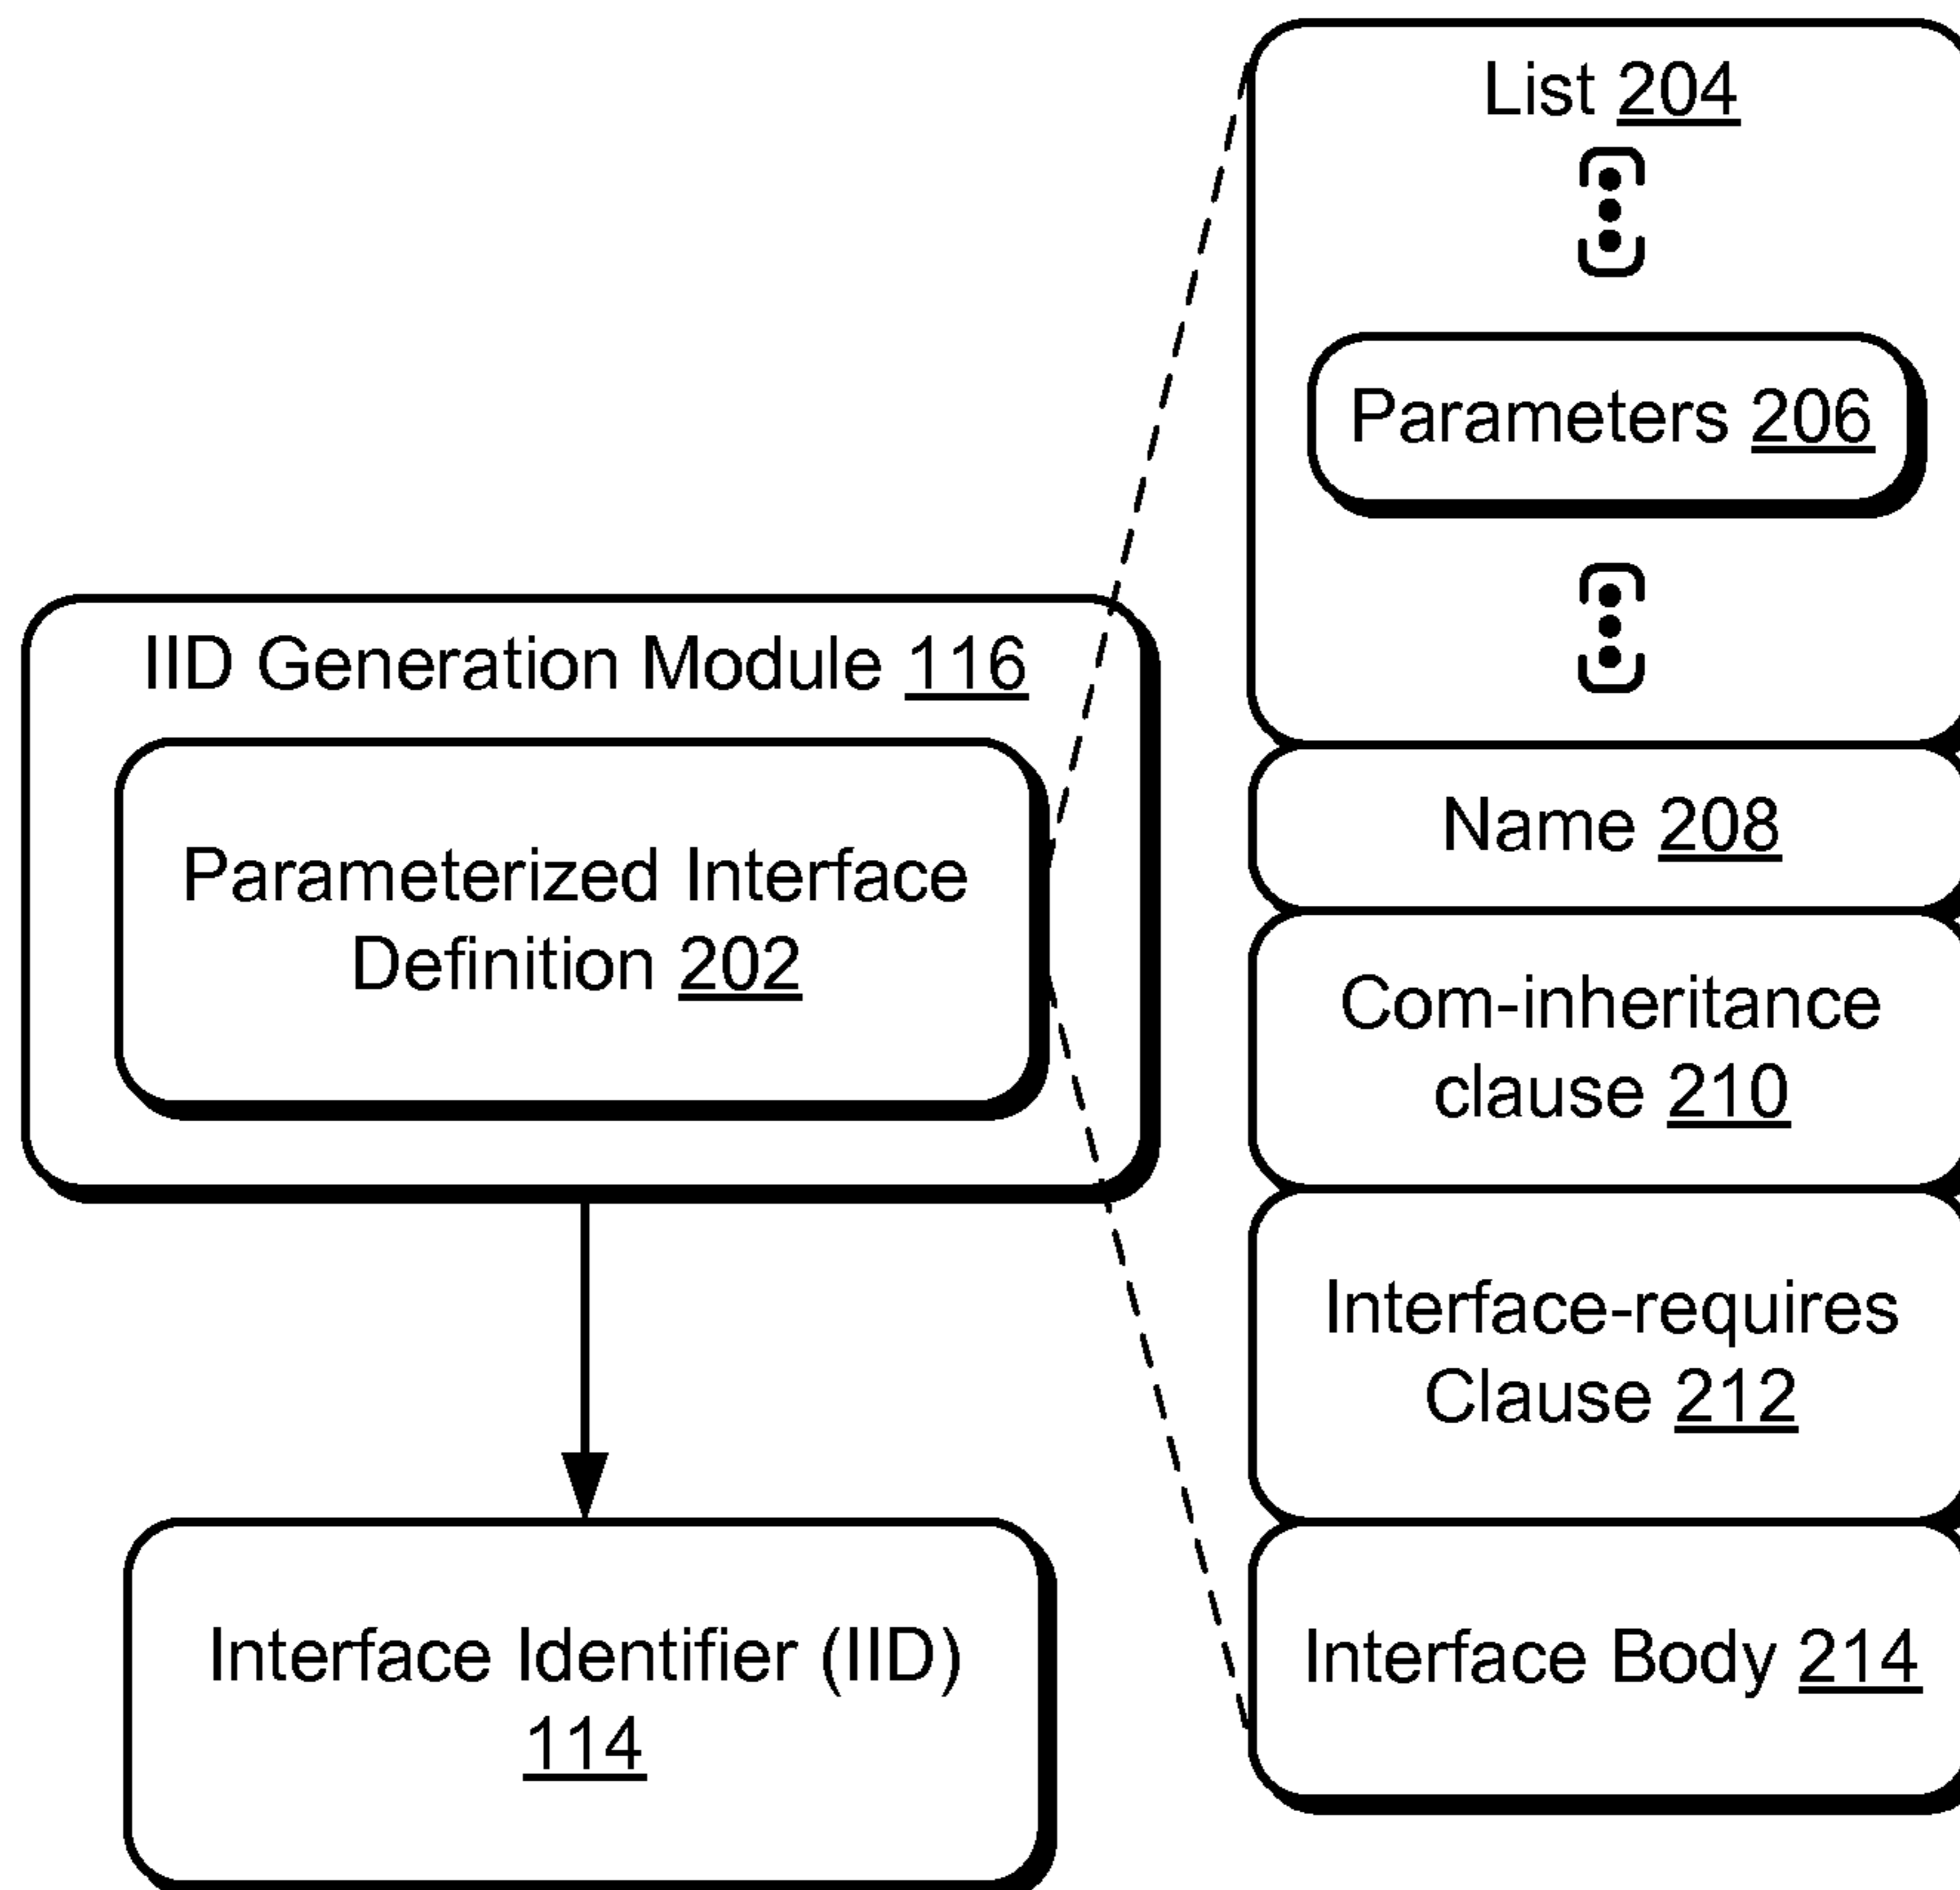 List 204
Parameters 206
IID Generation Module 116
Parameterized Interface
Definition 202
Name 208
Com-inheritance
clause 210
Interface-requires
Clause 212
Interface Body 214
Interface Identifier (IID)
114